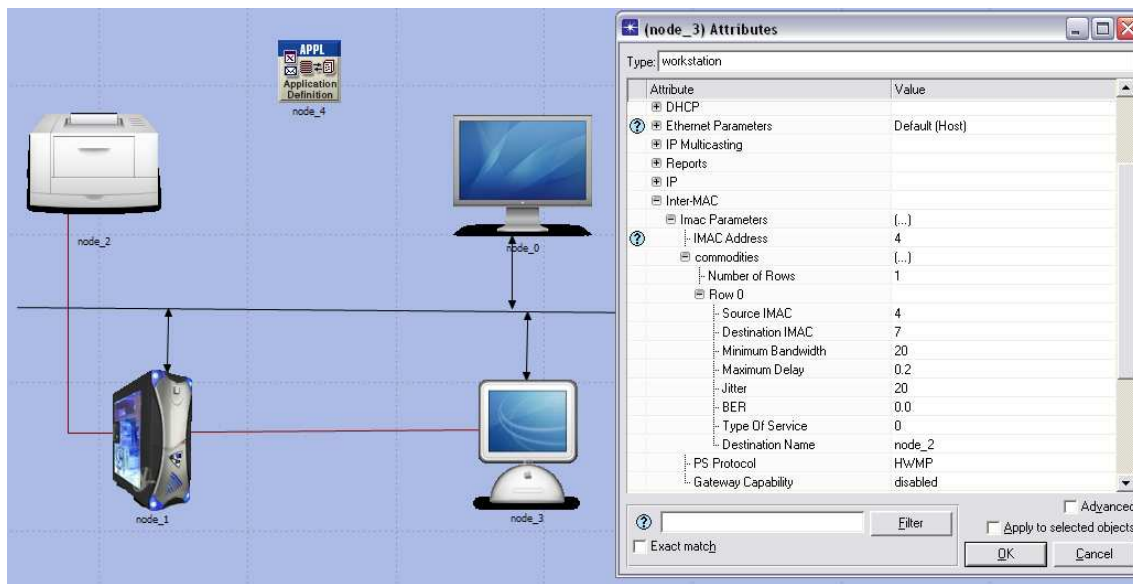 APPL
Application
Definition
node_4
node_2
node_0
node_1
node_3
(node_3) Attributes
Type: workstation
Attribute Value
DHCP
Ethernet Parameters Default (Host)
IP Multicasting
Reports
IP
Inter-MAC
Imac Parameters (...)
IMAC Address 4
commodities (...)
Number of Rows 1
Row 0
Source IMAC 4
Destination IMAC 7
Minimum Bandwidth 20
Maximum Delay 0.2
Jitter 20
BER 0.0
Type Of Service 0
Destination Name node_2
PS Protocol HWMP
Gateway Capability disabled
Advanced
Filter
Apply to selected objects
Exact match
OK Cancel